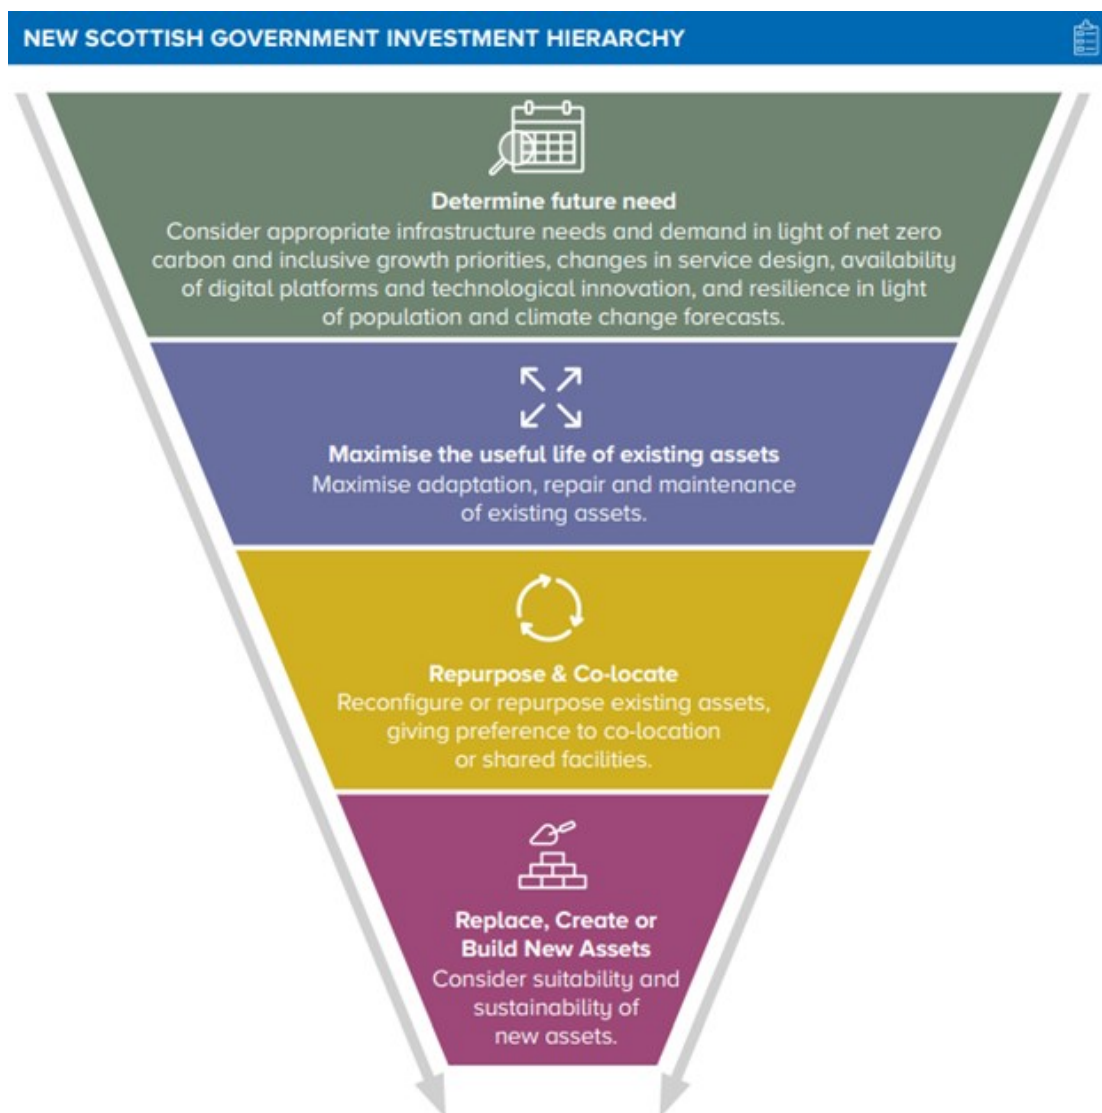 NEW SCOTTISH GOVERNMENT INVESTMENT HIERARCHY
Determine future need
Consider appropriate infrastructure needs and demand in light of net zero
carbon and inclusive growth priorities, changes in service design, availability
of digital platforms and technological innovation, and resilience in light
of population and climate change forecasts.
Maximise the useful life of existing assets
Maximise adaptation, repair and maintenance
of existing assets.
Repurpose & Co-locate
Reconfigure or repurpose existing assets,
giving preference to co-location
or shared facilities.
Replace, Create or
Build New Assets
Consider suitability and
sustainability of
new assets.